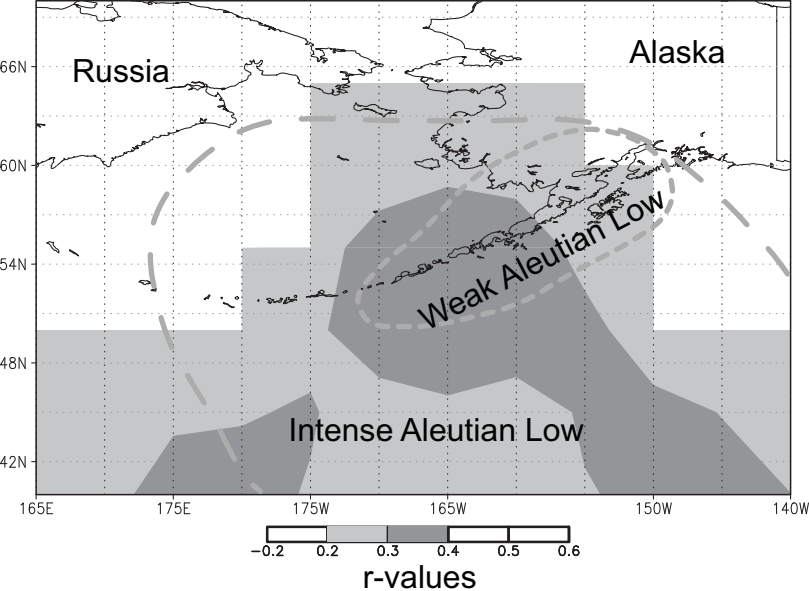 Russia
Alaska
66N
60N
54N
48N
42N
Weak Aleutian Low
Intense Aleutian Low
165E 175E 175W 165W 150W 140W
−0.2 0.2 0.3 0.4 0.5 0.6
r-values